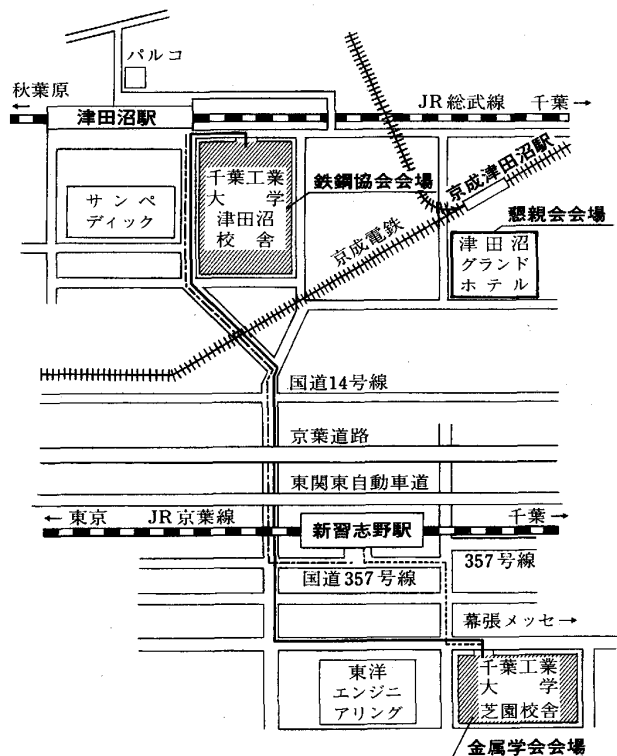 パルコ
秋葉原
←
JR総武線 千葉→
津田沼駅
京成津田沼駅
千葉工業
大学
津田沼
校舎
鉄鋼協会会場
サンペ
ディック
懇親会会場
京成電鉄
津田沼
グランド
ホテル
国道14号線
京葉道路
東関東自動車道
←東京 JR京葉線
新習志野駅
千葉→
国道357号線
357号線
幕張メッセ→
東洋
エンジニ
アリング
千葉工業
大学
芝園校舎
金属学会会場